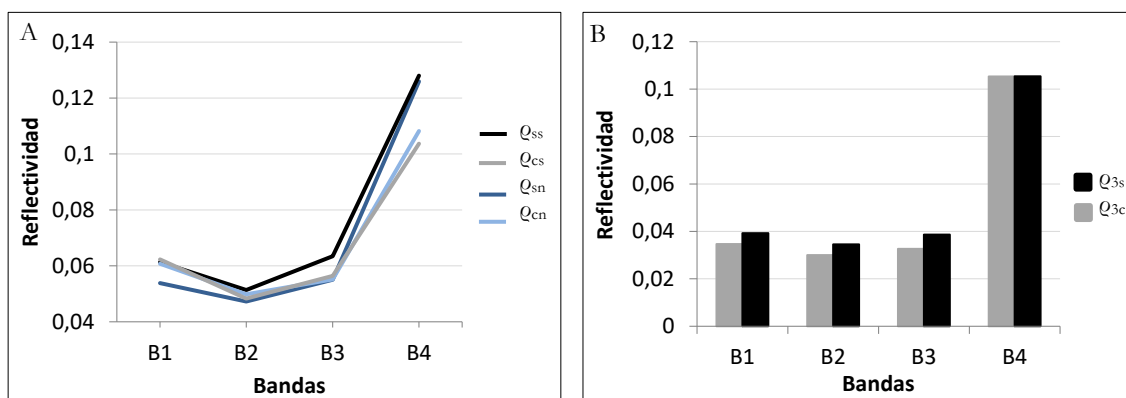 A
Reflectividad
0,14
0,12
0,1
0,08
0,06
0,04
B1 B2 B3 B4
Bandas
ρss
ρcs
ρsn
ρcn
B
Reflectividad
0,12
0,1
0,08
0,06
0,04
0,02
0
B1 B2 B3 B4
Bandas
ρ3s
ρ3c